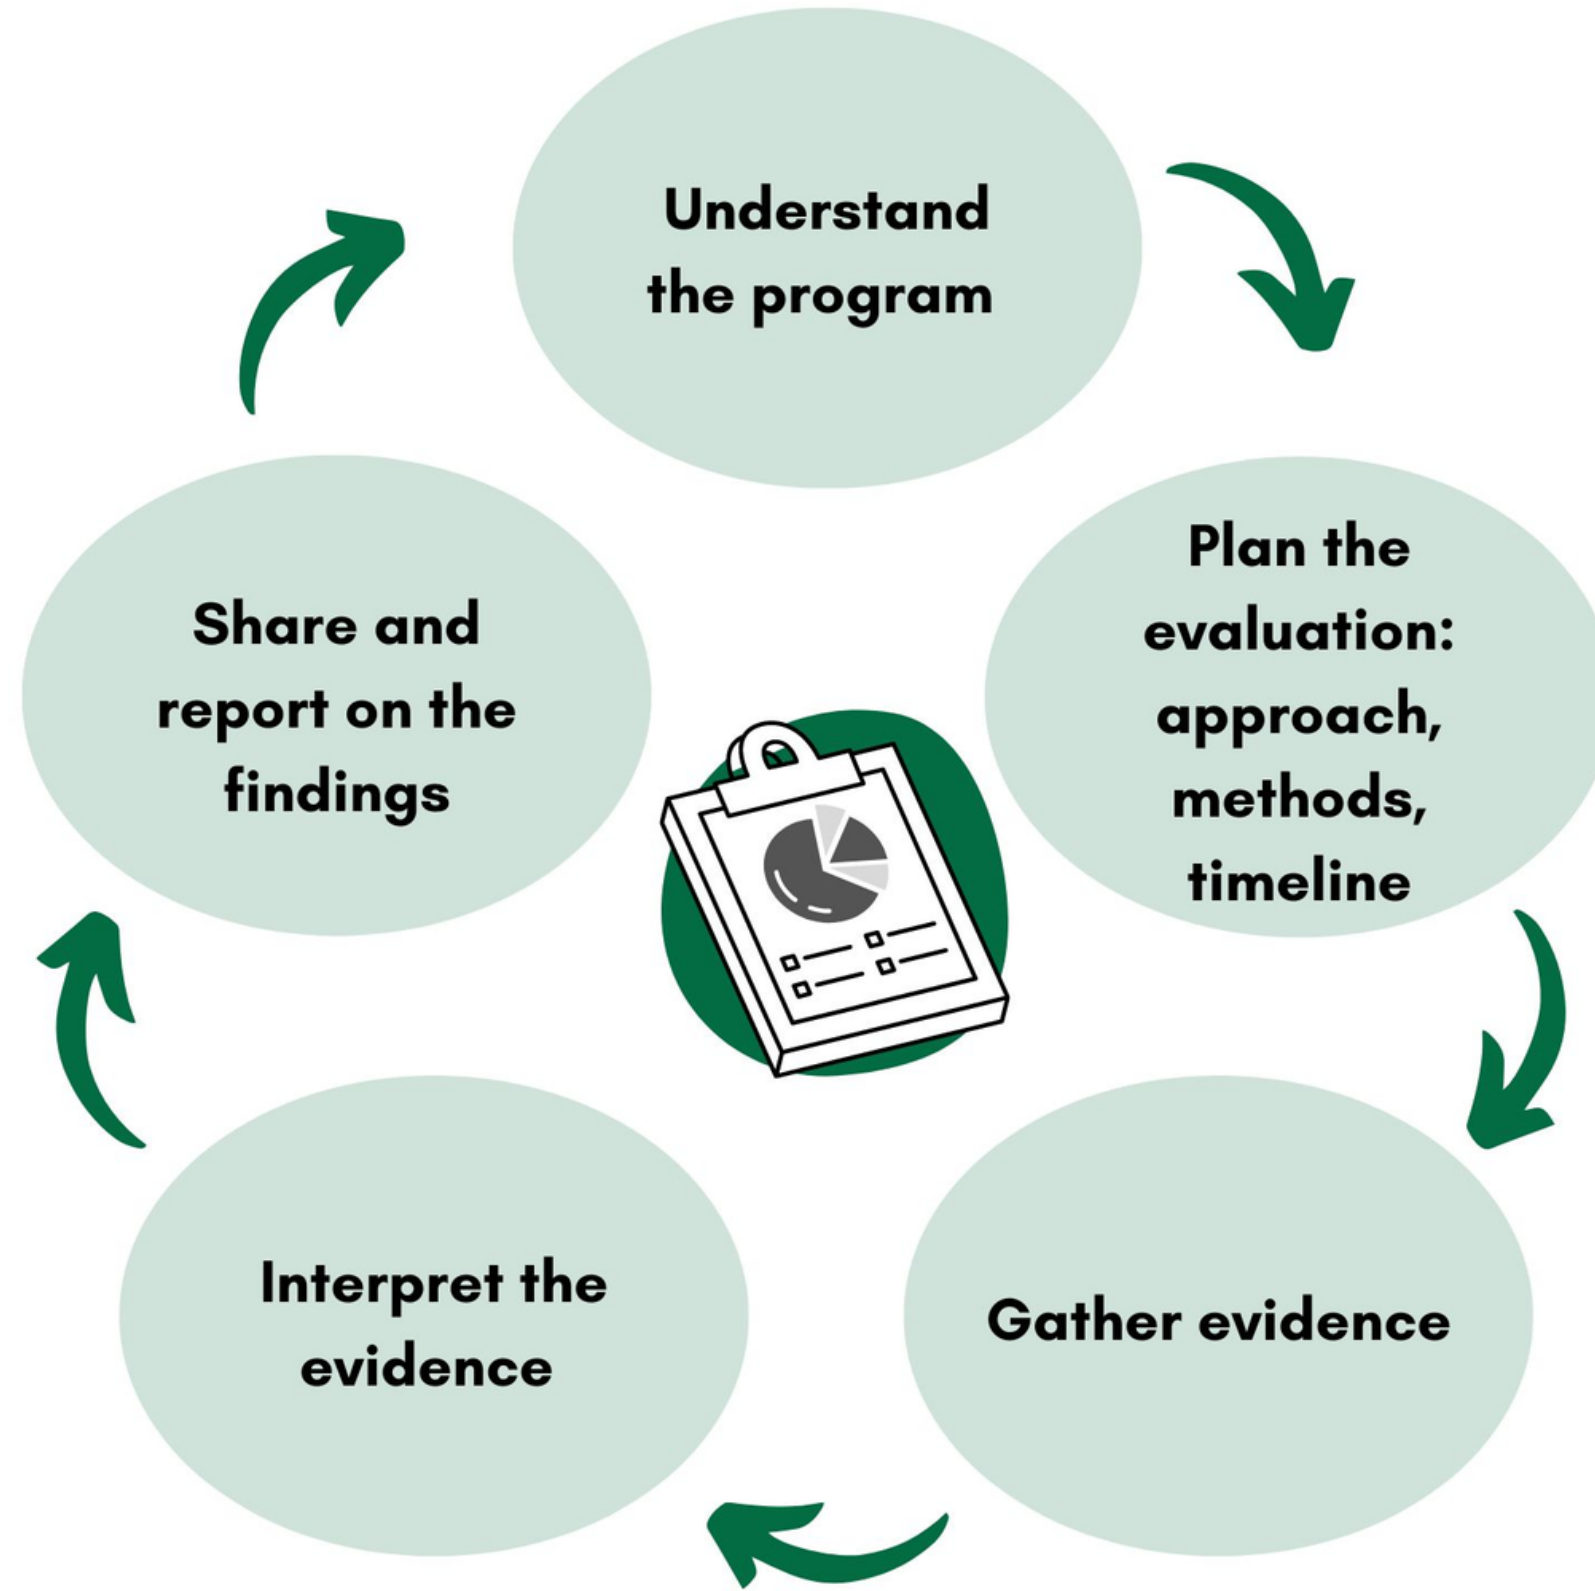 Understand
the program
Plan the
evaluation:
approach,
methods,
timeline
Gather evidence
Interpret the
evidence
Share and
report on the
findings